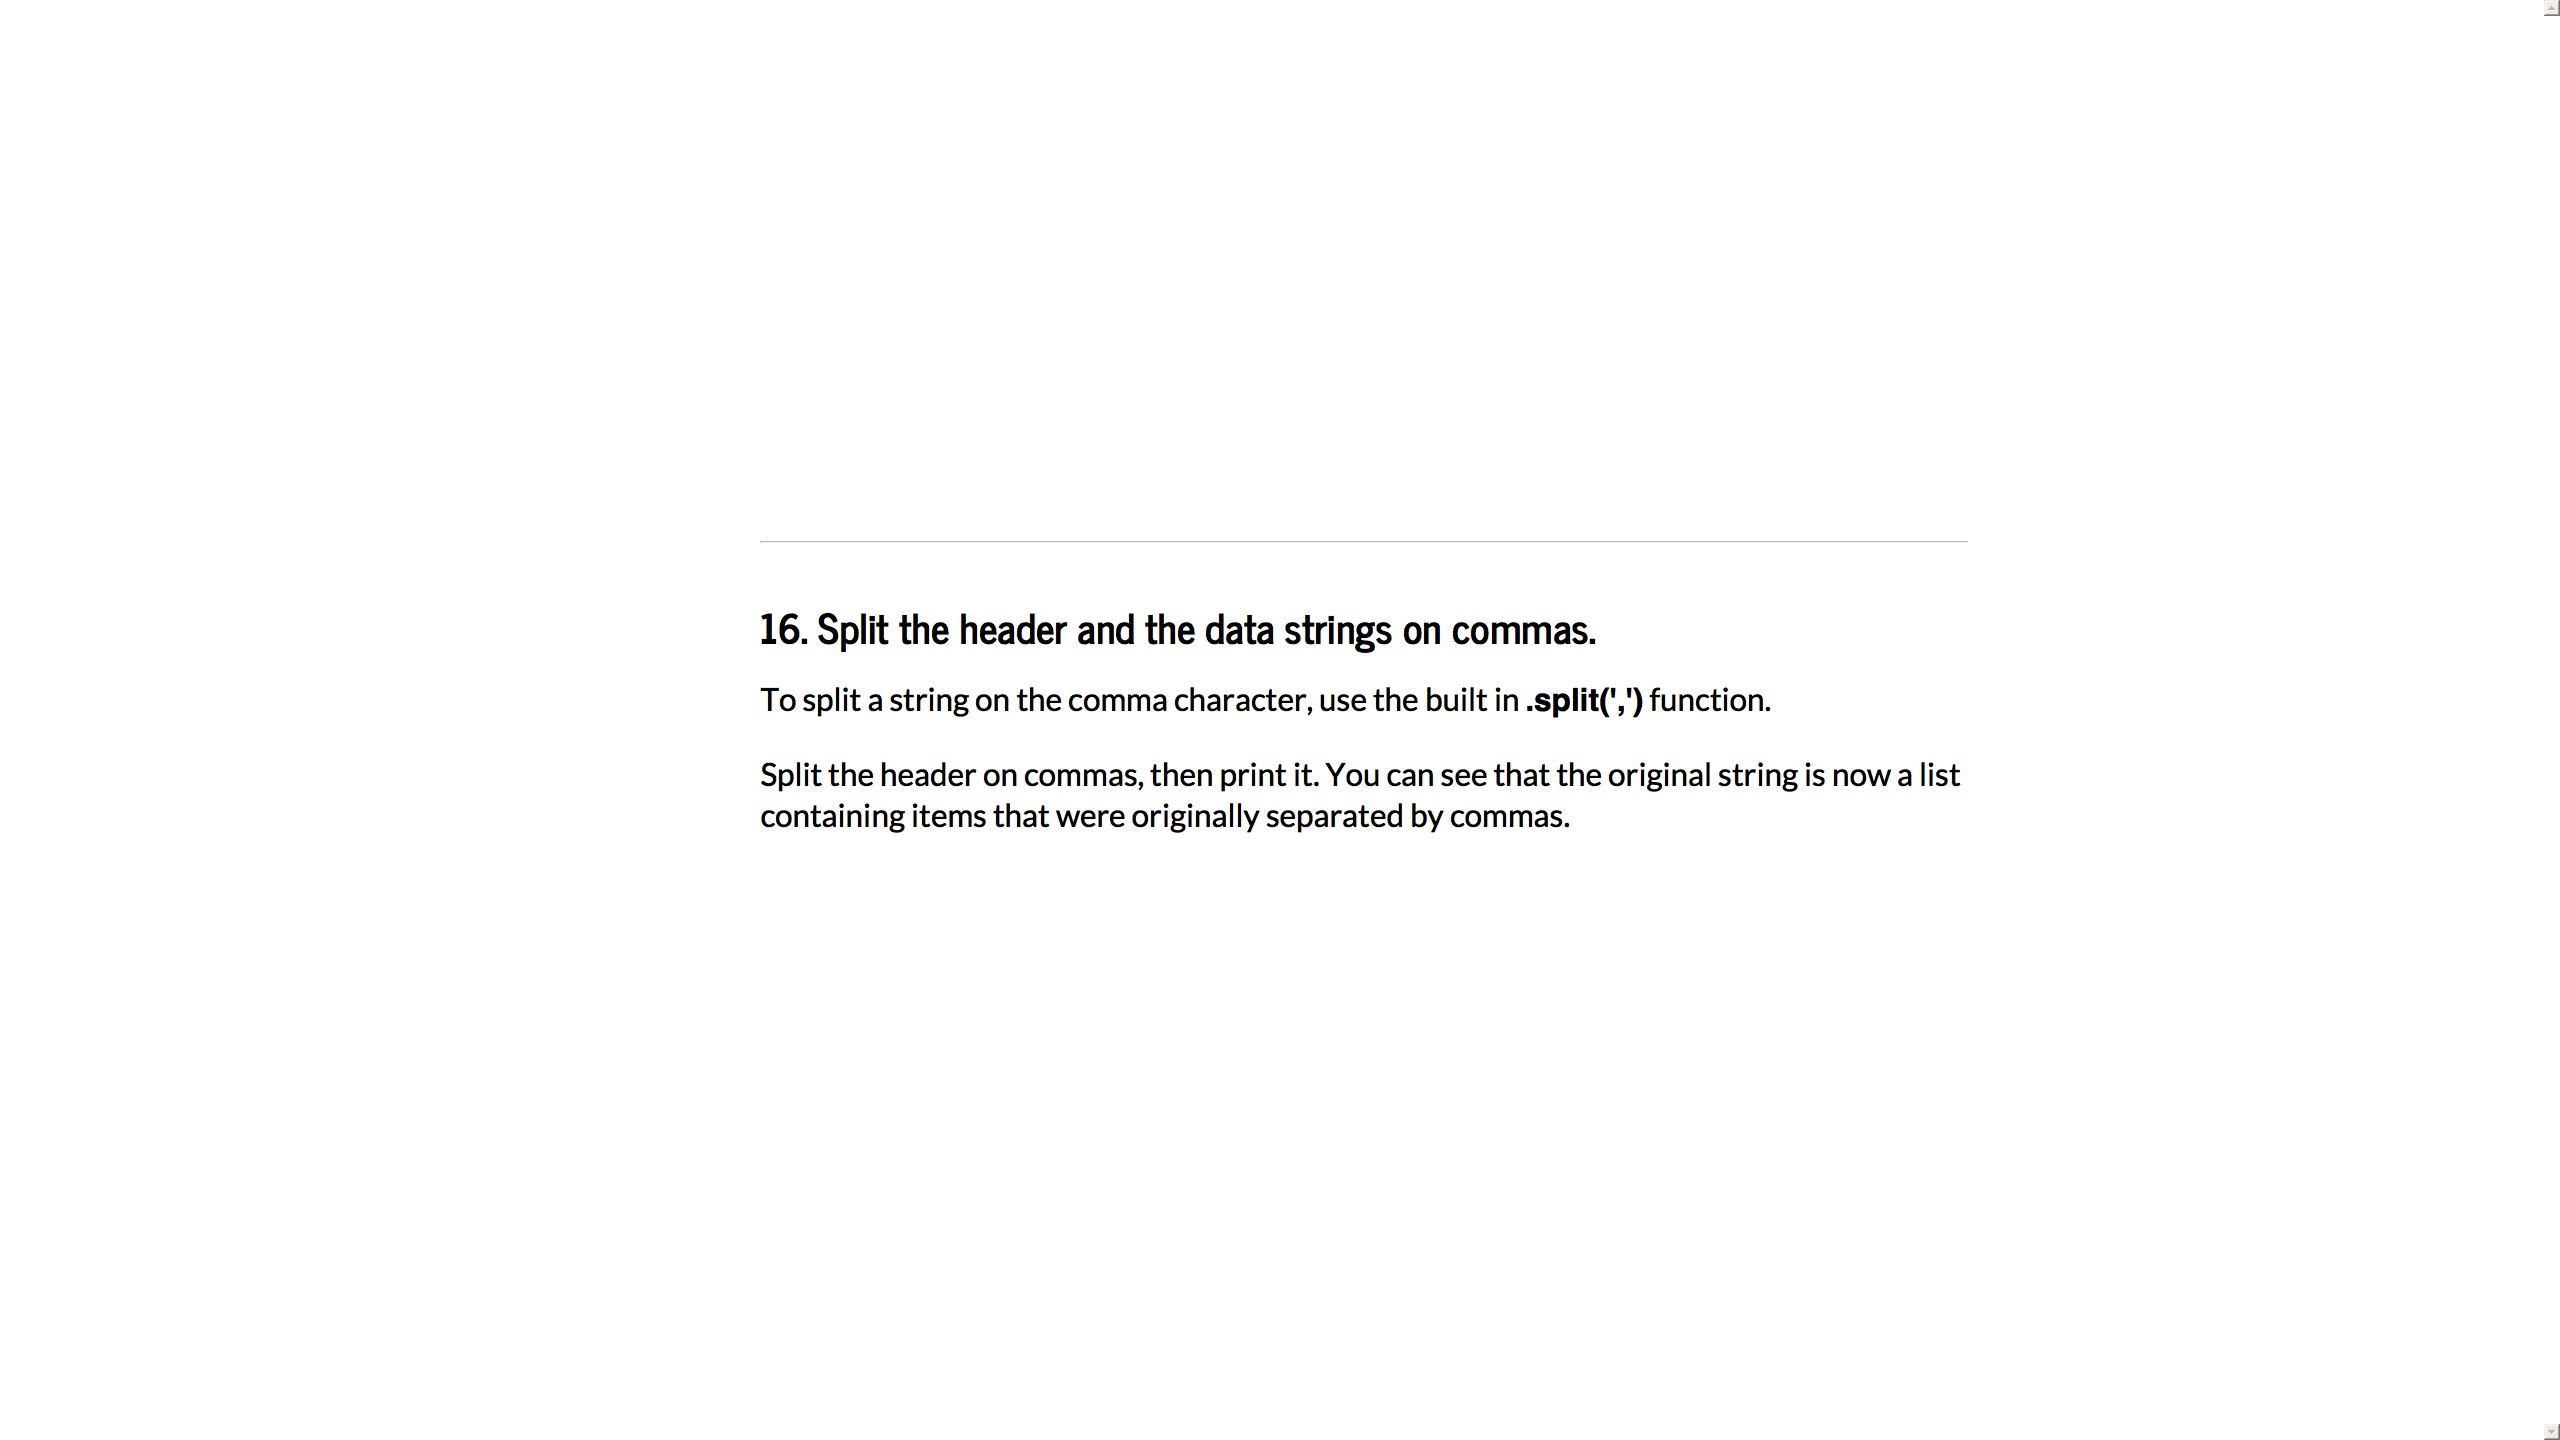 16. Split the header and the data strings on commas.
To split a string on the comma character, use the built in .split(',') function.
Split the header on commas, then print it. You can see that the original string is now a list
containing items that were originally separated by commas.